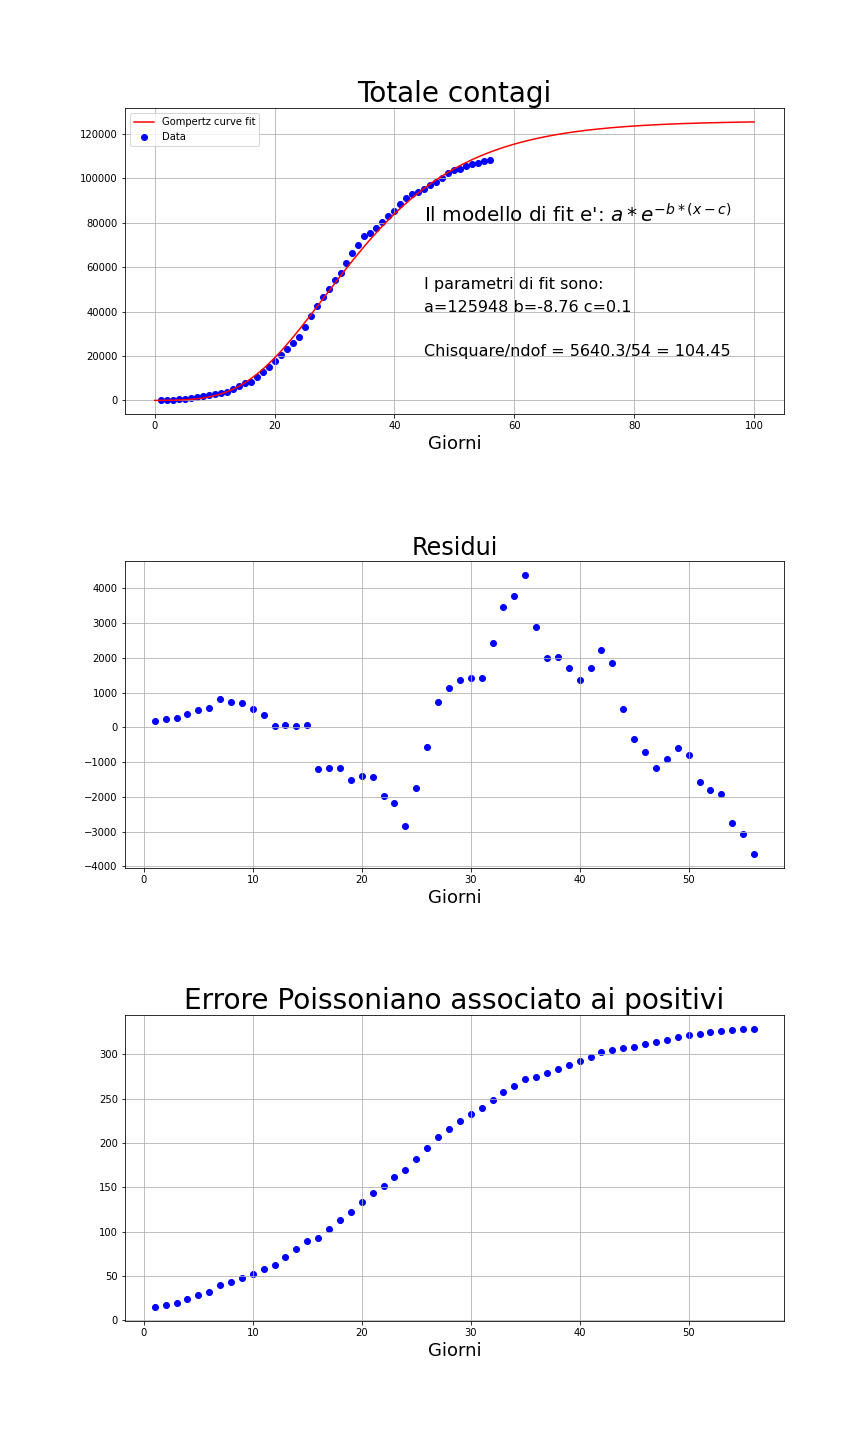 Totale contagi
Gompertz curve fit
Data
120000
100000
80000
60000
40000
20000
0
Il modello di fit e': a*e^{-b*(x-c)}
I parametri di fit sono:
a=125948 b=-8.76 c=0.1
Chisquare/ndof = 5640.3/54 = 104.45
0 20 40 60 80 100
Giorni
Residui
4000
3000
2000
1000
0
−1000
−2000
−3000
−4000
0 10 20 30 40 50
Giorni
Errore Poissoniano associato ai positivi
300
250
200
150
100
50
0
0 10 20 30 40 50
Giorni